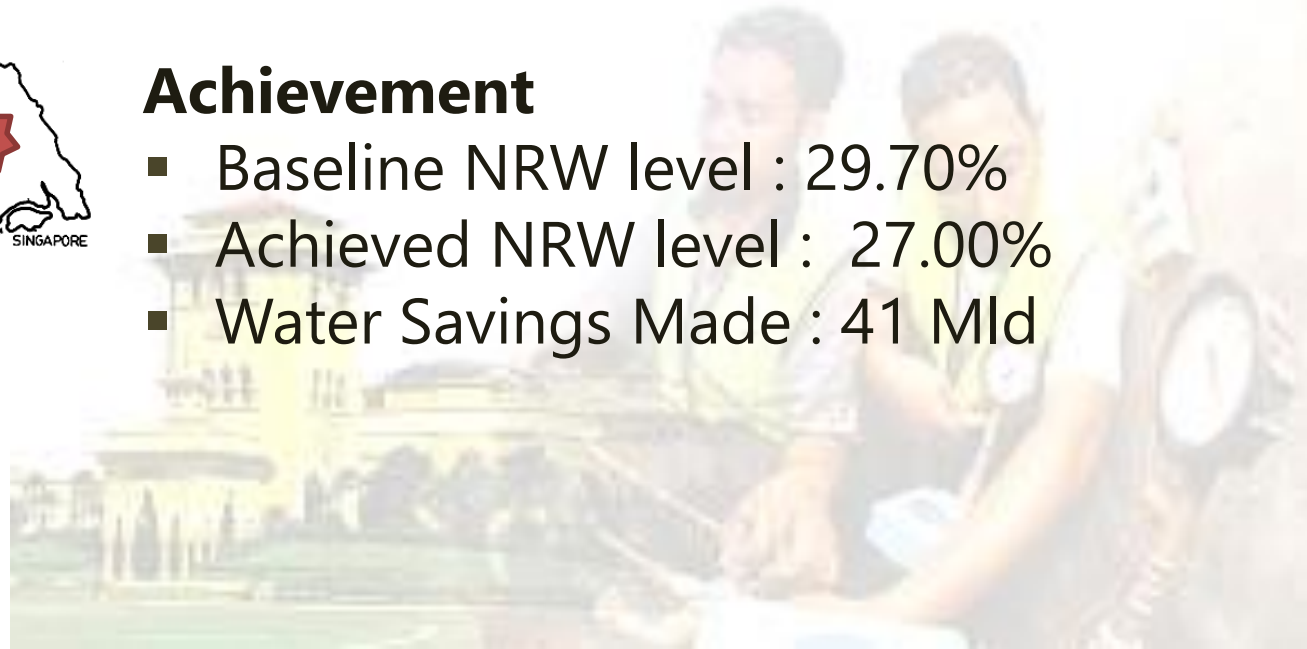 Achievement
▪ Baseline NRW level : 29.70%
▪ Achieved NRW level : 27.00%
▪ Water Savings Made : 41 Mld
SINGAPORE